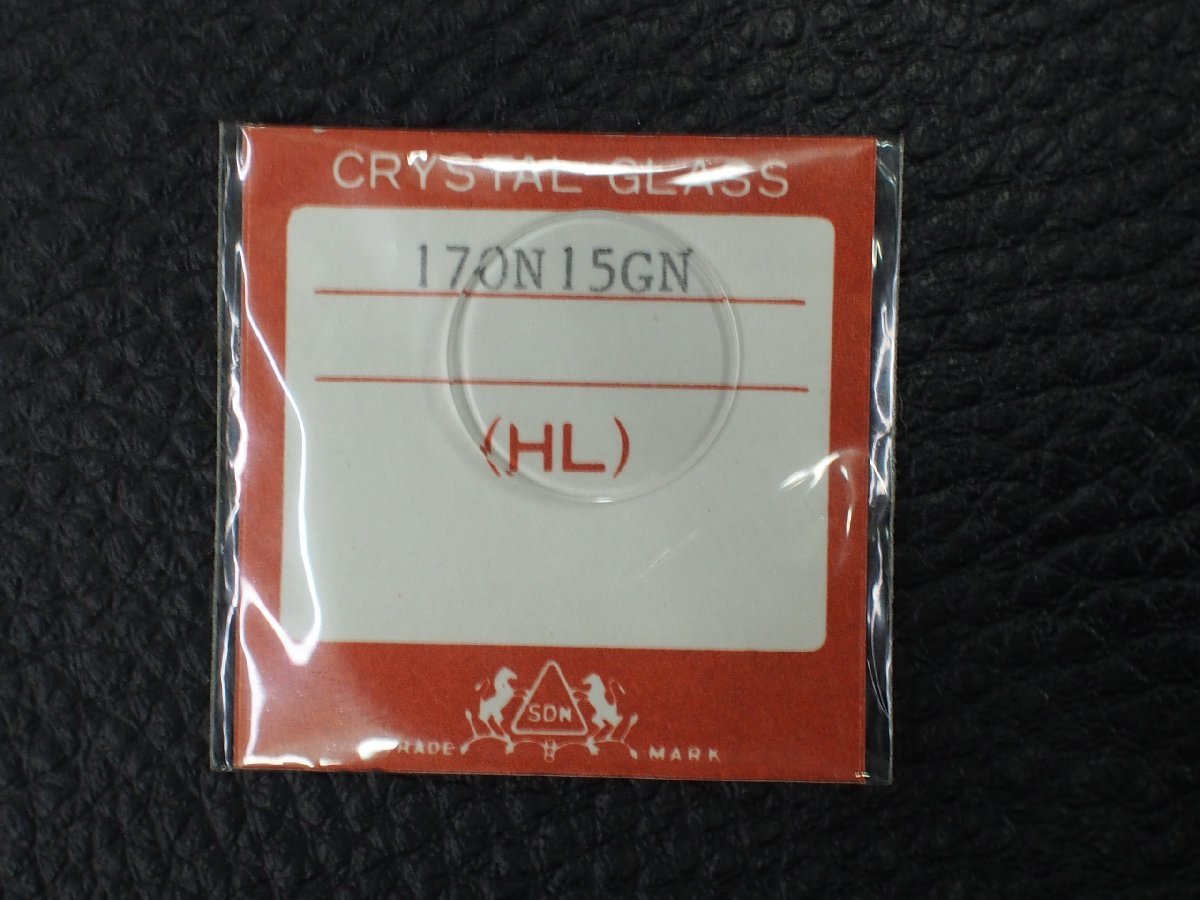 CRYSTAL GLASS
170N15GN
(HL)
SDN
TRADE MARK